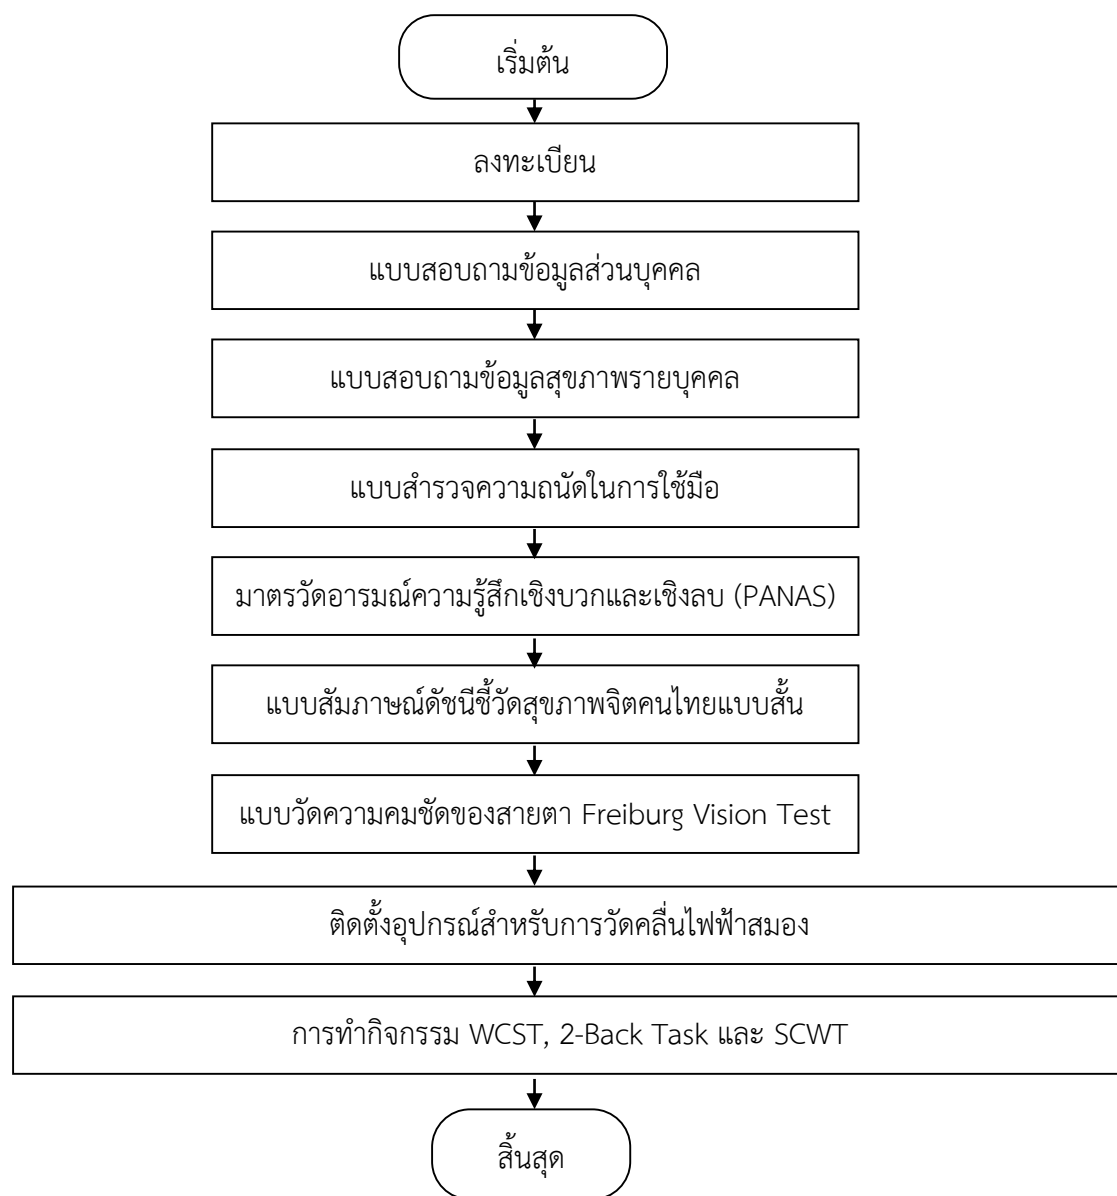 เริ่มต้น
ลงทะเบียน
แบบสอบถามข้อมูลส่วนบุคคล
แบบสอบถามข้อมูลสุขภาพรายบุคคล
แบบสำรวจความถนัดในการใช้มือ
มาตรวัดอารมณ์ความรู้สึกเชิงบวกและเชิงลบ (PANAS)
แบบสัมภาษณ์ดัชนีชี้วัดสุขภาพจิตคนไทยแบบสั้น
แบบวัดความคมชัดของสายตา Freiburg Vision Test
ติดตั้งอุปกรณ์สำหรับการวัดคลื่นไฟฟ้าสมอง
การทำกิจกรรม WCST, 2-Back Task และ SCWT
สิ้นสุด